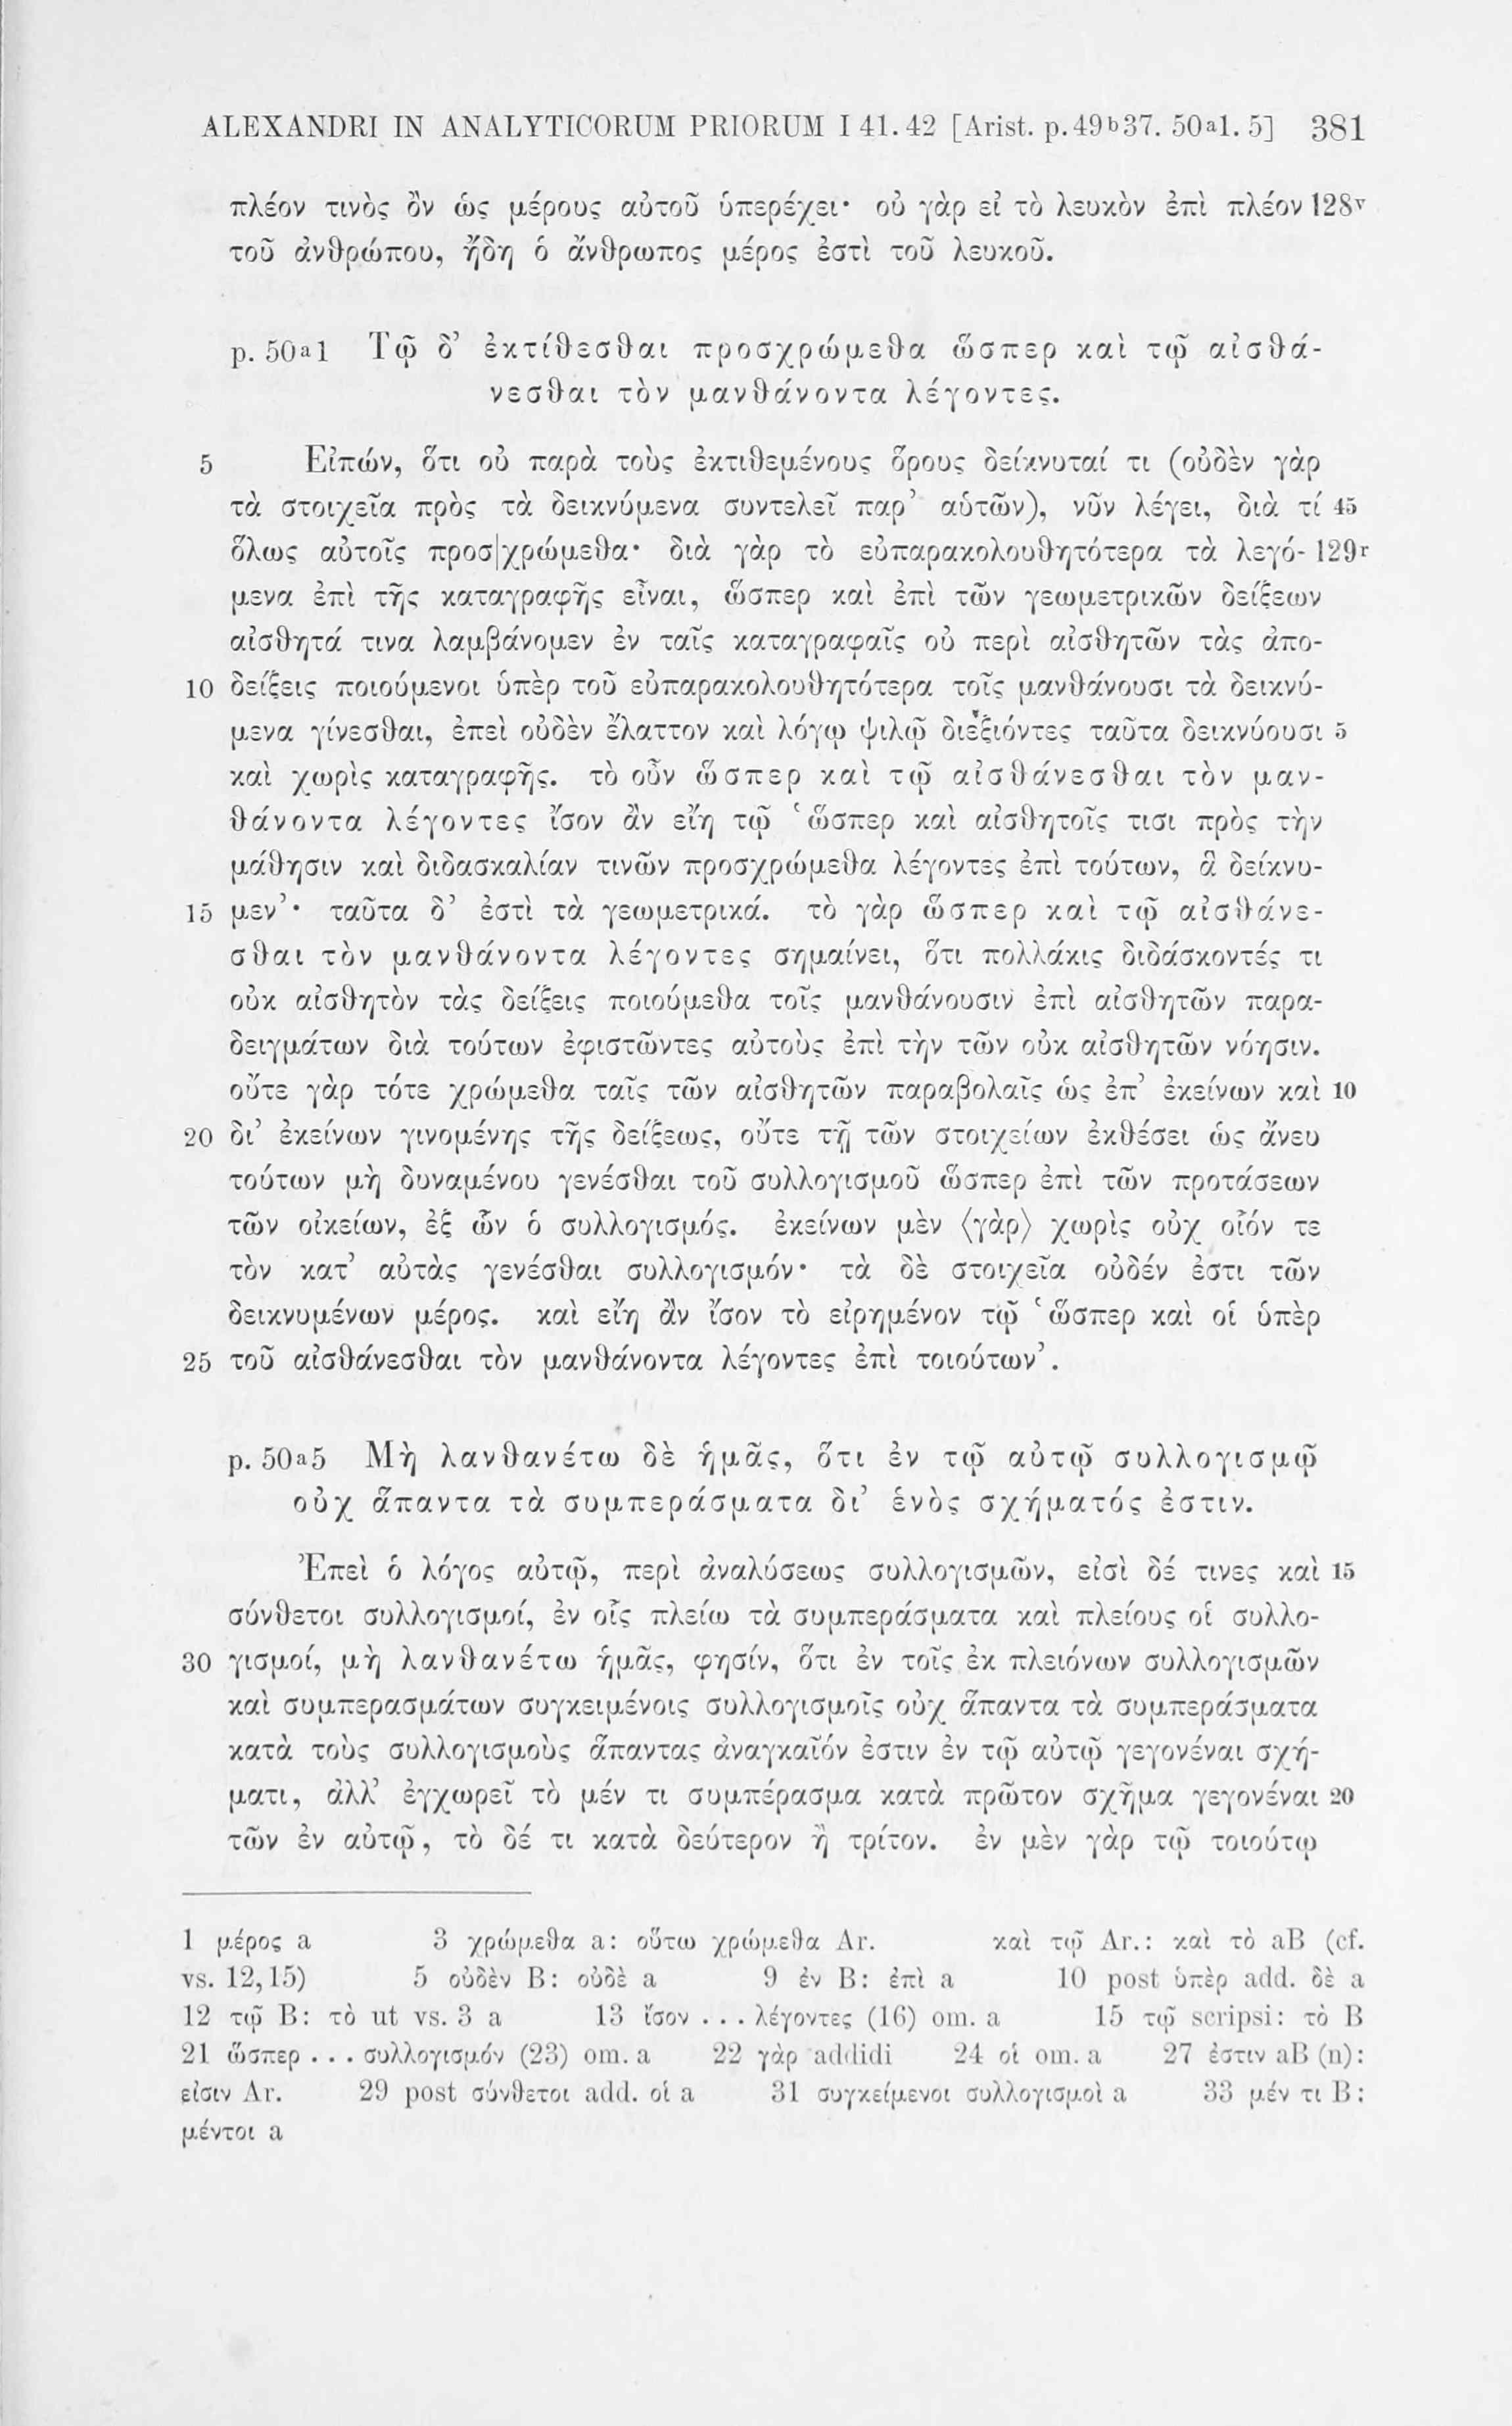 ALEXANDRI IN ANALYTICORUM PRIORUM I 41. 42 [Arist. p. 49b37. 50a1. 5] 381
πλέον τινὸς ὂν ὡς μέρους αὐτοῦ ὑπερέχει· οὐ γὰρ εἰ τὸ λευκὸν ἐπὶ πλέον 128v
τοῦ ἀνθρώπου, ἤδη ὁ ἄνθρωπος μέρος ἐστὶ τοῦ λευκοῦ.
p. 50a1 Τῷ δ’ ἐκτίθεσθαι προσχρώμεθα ὥσπερ καὶ τῷ αἰσθά-
νεσθαι τὸν μανθάνοντα λέγοντες.
5 Εἰπών, ὅτι οὐ παρὰ τοὺς ἐκτιθεμένους ὅρους δείκνυταί τι (οὐδὲν γὰρ
τὰ στοιχεῖα πρὸς τὰ δεικνύμενα συντελεῖ παρ’ αὑτῶν), νῦν λέγει, διὰ τί 45
ὅλως αὐτοῖς προσ|χρώμεθα· διὰ γὰρ τὸ εὐπαρακολουθητότερα τὰ λεγό- 129r
μενα ἐπὶ τῆς καταγραφῆς εἶναι, ὥσπερ καὶ ἐπὶ τῶν γεωμετρικῶν δείξεων
αἰσθητά τινα λαμβάνομεν ἐν ταῖς καταγραφαῖς οὐ περὶ αἰσθητῶν τὰς ἀπο-
10 δείξεις ποιούμενοι ὑπὲρ τοῦ εὐπαρακολουθητότερα τοῖς μανθάνουσι τὰ δεικνύ-
μενα γίνεσθαι, ἐπεὶ οὐδὲν ἔλαττον καὶ λόγῳ ψιλῷ διεξιόντες ταῦτα δεικνύουσι 5
καὶ χωρὶς καταγραφῆς. τὸ οὖν ὥσπερ καὶ τῷ αἰσθάνεσθαι τὸν μαν-
θάνοντα λέγοντες ἴσον ἂν εἴη τῷ ‘ὥσπερ καὶ αἰσθητοῖς τισι πρὸς τὴν
μάθησιν καὶ διδασκαλίαν τινῶν προσχρώμεθα λέγοντες ἐπὶ τούτων, ἃ δείκνυ-
15 μεν’· ταῦτα δ’ ἐστὶ τὰ γεωμετρικά. τὸ γὰρ ὥσπερ καὶ τῷ αἰσθάνε-
σθαι τὸν μανθάνοντα λέγοντες σημαίνει, ὅτι πολλάκις διδάσκοντές τι
οὐκ αἰσθητὸν τὰς δείξεις ποιούμεθα τοῖς μανθάνουσιν ἐπὶ αἰσθητῶν παρα-
δειγμάτων διὰ τούτων ἐφιστῶντες αὐτοὺς ἐπὶ τὴν τῶν οὐκ αἰσθητῶν νόησιν.
οὔτε γὰρ τότε χρώμεθα ταῖς τῶν αἰσθητῶν παραβολαῖς ὡς ἐπ’ ἐκείνων καὶ 10
20 δι’ ἐκείνων γινομένης τῆς δείξεως, οὔτε τῇ τῶν στοιχείων ἐκθέσει ὡς ἄνευ
τούτων μὴ δυναμένου γενέσθαι τοῦ συλλογισμοῦ ὥσπερ ἐπὶ τῶν προτάσεων
τῶν οἰκείων, ἐξ ὧν ὁ συλλογισμός. ἐκείνων μὲν ⟨γὰρ⟩ χωρὶς οὐχ οἷόν τε
τὸν κατ’ αὐτὰς γενέσθαι συλλογισμόν· τὰ δὲ στοιχεῖα οὐδέν ἐστι τῶν
δεικνυμένων μέρος. καὶ εἴη ἂν ἴσον τὸ εἰρημένον τῷ ‘ὥσπερ καὶ οἱ ὑπὲρ
25 τοῦ αἰσθάνεσθαι τὸν μανθάνοντα λέγοντες ἐπὶ τοιούτων’.
p. 50a5 Μὴ λανθανέτω δὲ ἡμᾶς, ὅτι ἐν τῷ αὐτῷ συλλογισμῷ
οὐχ ἅπαντα τὰ συμπεράσματα δι’ ἑνὸς σχήματός ἐστιν.
Ἐπεὶ ὁ λόγος αὐτῷ, περὶ ἀναλύσεως συλλογισμῶν, εἰσὶ δέ τινες καὶ 15
σύνθετοι συλλογισμοί, ἐν οἷς πλείω τὰ συμπεράσματα καὶ πλείους οἱ συλλο-
30 γισμοί, μὴ λανθανέτω ἡμᾶς, φησίν, ὅτι ἐν τοῖς ἐκ πλειόνων συλλογισμῶν
καὶ συμπερασμάτων συγκειμένοις συλλογισμοῖς οὐχ ἅπαντα τὰ συμπεράσματα
κατὰ τοὺς συλλογισμοὺς ἅπαντας ἀναγκαῖόν ἐστιν ἐν τῷ αὐτῷ γεγονέναι σχή-
ματι, ἀλλ’ ἐγχωρεῖ τὸ μέν τι συμπέρασμα κατὰ πρῶτον σχῆμα γεγονέναι 20
τῶν ἐν αὐτῷ, τὸ δέ τι κατὰ δεύτερον ἢ τρίτον. ἐν μὲν γὰρ τῷ τοιούτῳ
1 μέρος a 3 χρώμεθα a: οὕτω χρώμεθα Ar. καὶ τῷ Ar.: καὶ τὸ aB (cf.
vs. 12,15) 5 οὐδὲν B: οὐδὲ a 9 ἐν B: ἐπὶ a 10 post ὑπὲρ add. δὲ a
12 τῷ B: τὸ ut vs. 3 a 13 ἴσον . . . λέγοντες (16) om. a 15 τῷ scripsi: τὸ B
21 ὥσπερ . . . συλλογισμόν (23) om. a 22 γὰρ addidi 24 οἱ om. a 27 ἐστιν aB (n):
εἰσιν Ar. 29 post σύνθετοι add. οἱ a 31 συγκείμενοι συλλογισμοὶ a 33 μέν τι B:
μέντοι a